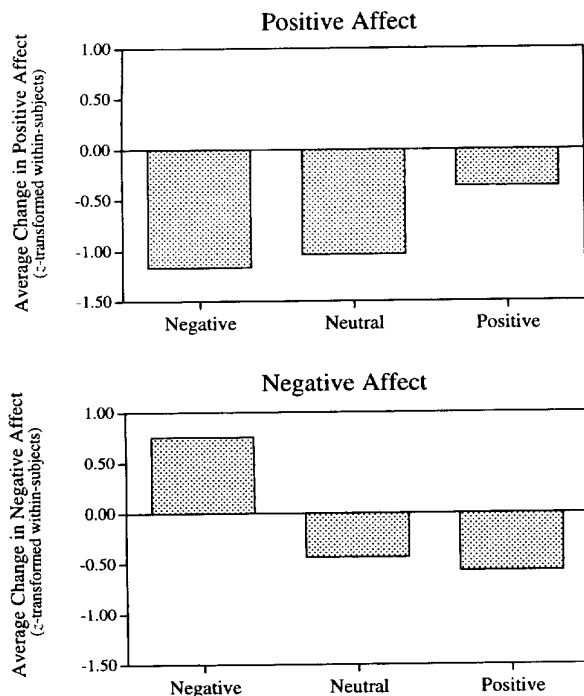 Positive Affect
Average Change in Positive Affect
(z-transformed within-subjects)
1.00
0.50
0.00
-0.50
-1.00
-1.50
Negative Neutral Positive
Negative Affect
Average Change in Negative Affect
(z-transformed within-subjects)
1.00
0.50
0.00
-0.50
-1.00
-1.50
Negative Neutral Positive